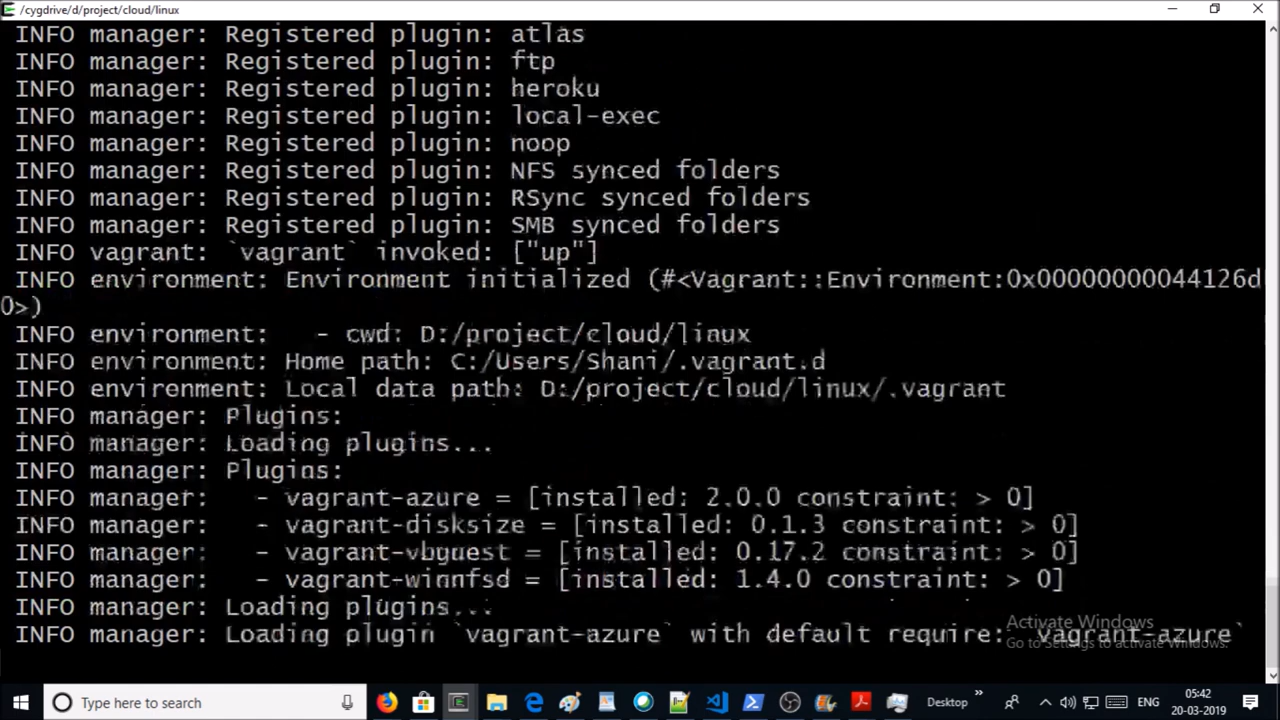 /cygdrive/d/project/cloud/linux
INFO manager: Registered plugin: atlas
INFO manager: Registered plugin: ftp
INFO manager: Registered plugin: heroku
INFO manager: Registered plugin: local-exec
INFO manager: Registered plugin: noop
INFO manager: Registered plugin: NFS synced folders
INFO manager: Registered plugin: RSync synced folders
INFO manager: Registered plugin: SMB synced folders
INFO vagrant: `vagrant` invoked: ["up"]
INFO environment: Environment initialized (#<Vagrant::Environment:0x00000000044126d
0>)
INFO environment:   - cwd: D:/project/cloud/linux
INFO environment: Home path: C:/Users/Shani/.vagrant.d
INFO environment: Local data path: D:/project/cloud/linux/.vagrant
INFO manager: Plugins:
INFO manager: Loading plugins...
INFO manager: Plugins:
INFO manager:   - vagrant-azure = [installed: 2.0.0 constraint: > 0]
INFO manager:   - vagrant-disksize = [installed: 0.1.3 constraint: > 0]
INFO manager:   - vagrant-vbguest = [installed: 0.17.2 constraint: > 0]
INFO manager:   - vagrant-winnfsd = [installed: 1.4.0 constraint: > 0]
INFO manager: Loading plugins...
INFO manager: Loading plugin `vagrant-azure` with default require: `vagrant-azure`
Activate Windows
Go to Settings to activate Windows.
Type here to search
Desktop
ENG
05:42
20-03-2019